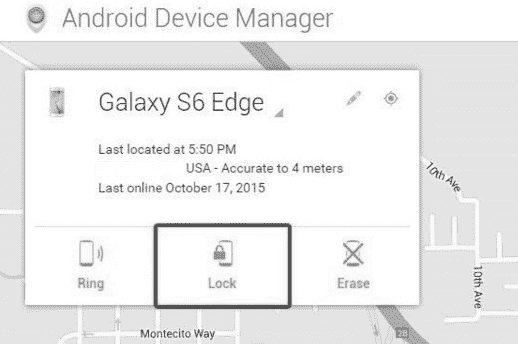 Android Device Manager
Galaxy S6 Edge
Last located at 5:50 PM
USA - Accurate to 4 meters
Last online October 17, 2015
Ring
Lock
Erase
10th Ave
10th Ave
Montecito Way
78